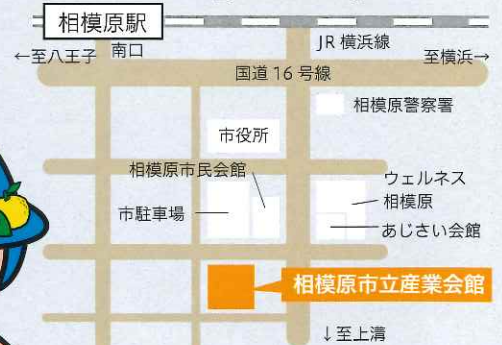 相模原駅
JR 横浜線
←至八王子
南口
至横浜→
国道 16 号線
相模原警察署
市役所
相模原市民会館
ウェルネス
相模原
市駐車場
あじさい会館
相模原市立産業会館
↓至上溝